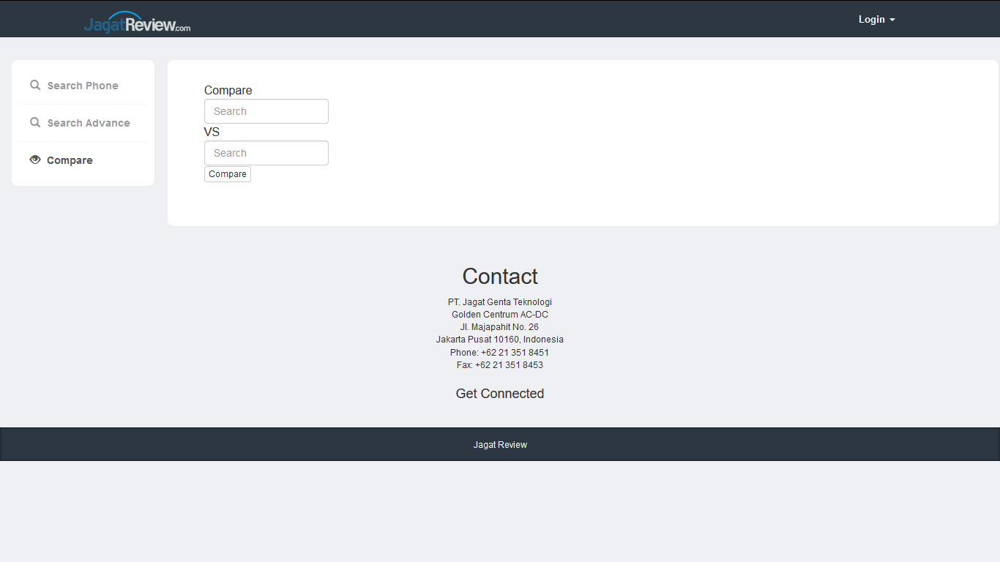 JagatReview.com
Login
Search Phone
Search Advance
Compare
Compare
Search
VS
Search
Compare
Contact
PT. Jagat Genta Teknologi
Golden Centrum AC-DC
Jl. Majapahit No. 26
Jakarta Pusat 10160, Indonesia
Phone: +62 21 351 8451
Fax: +62 21 351 8453
Get Connected
Jagat Review